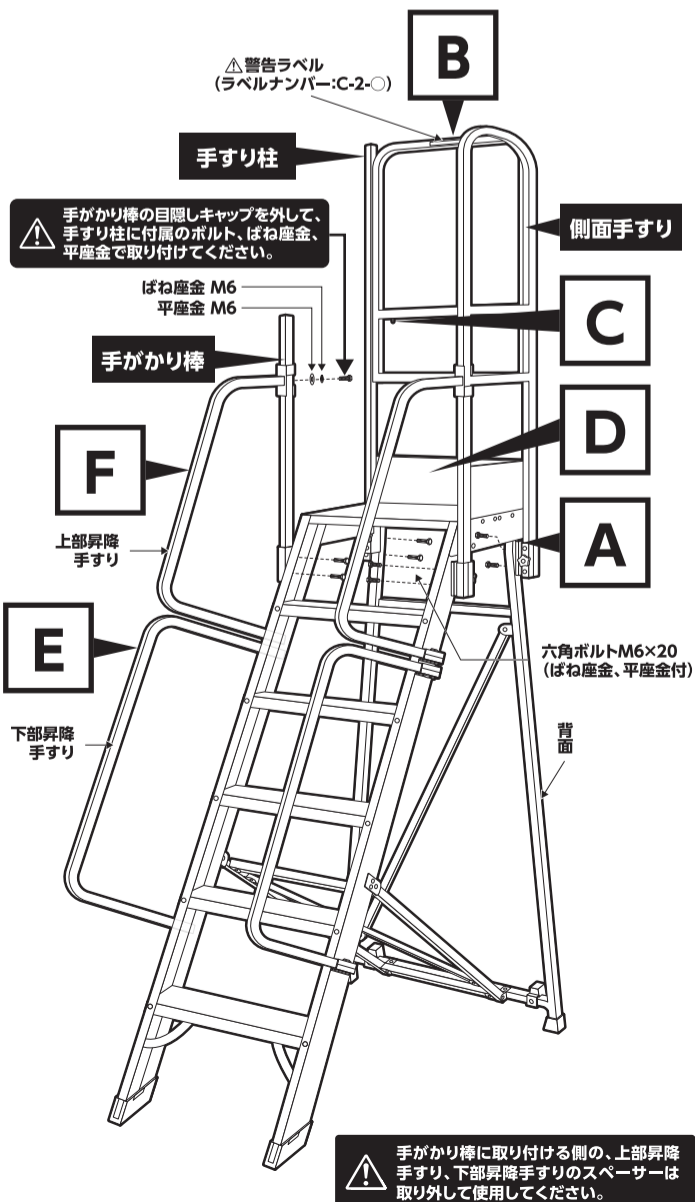 ⚠警告ラベル
(ラベルナンバー:C-2-○)
B
手すり柱
手がかり棒の目隠しキャップを外して、
手すり柱に付属のボルト、ばね座金、
平座金で取り付けてください。
側面手すり
ばね座金 M6
平座金 M6
C
手がかり棒
D
F
A
上部昇降
手すり
E
六角ボルトM6×20
(ばね座金、平座金付)
下部昇降
手すり
背面
手がかり棒に取り付ける側の、上部昇降
手すり、下部昇降手すりのスペーサーは
取り外して使用してください。